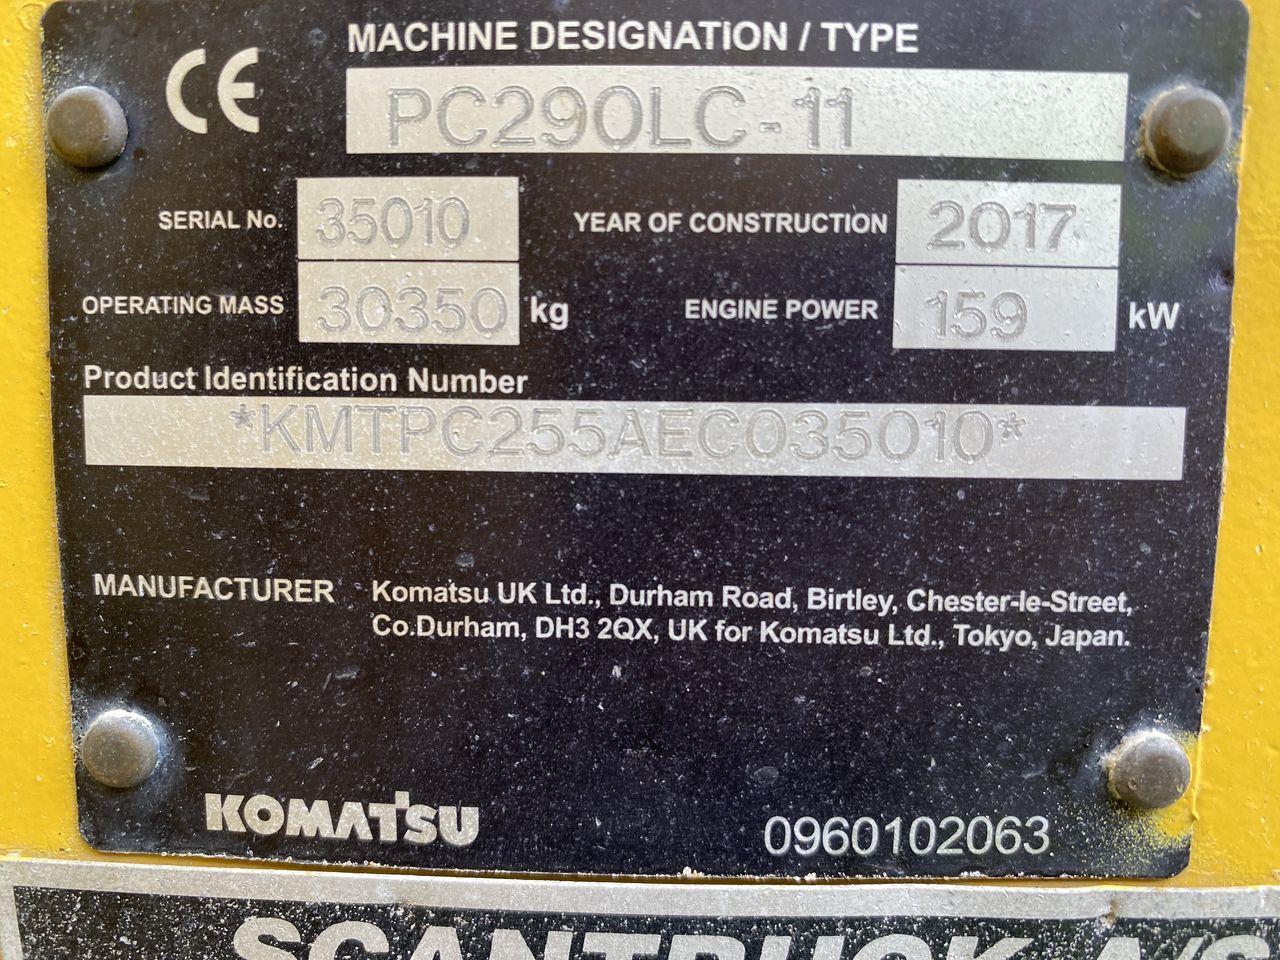 CE
MACHINE DESIGNATION / TYPE
PC290LC-11
SERIAL No. 35010 YEAR OF CONSTRUCTION 2017
OPERATING MASS 30350 kg ENGINE POWER 159 kW
Product Identification Number
*KMTPC255AEC035010*
MANUFACTURER Komatsu UK Ltd., Durham Road, Birtley, Chester-le-Street,
Co.Durham, DH3 2QX, UK for Komatsu Ltd., Tokyo, Japan.
KOMATSU 0960102063
SCANTRUCK A/S